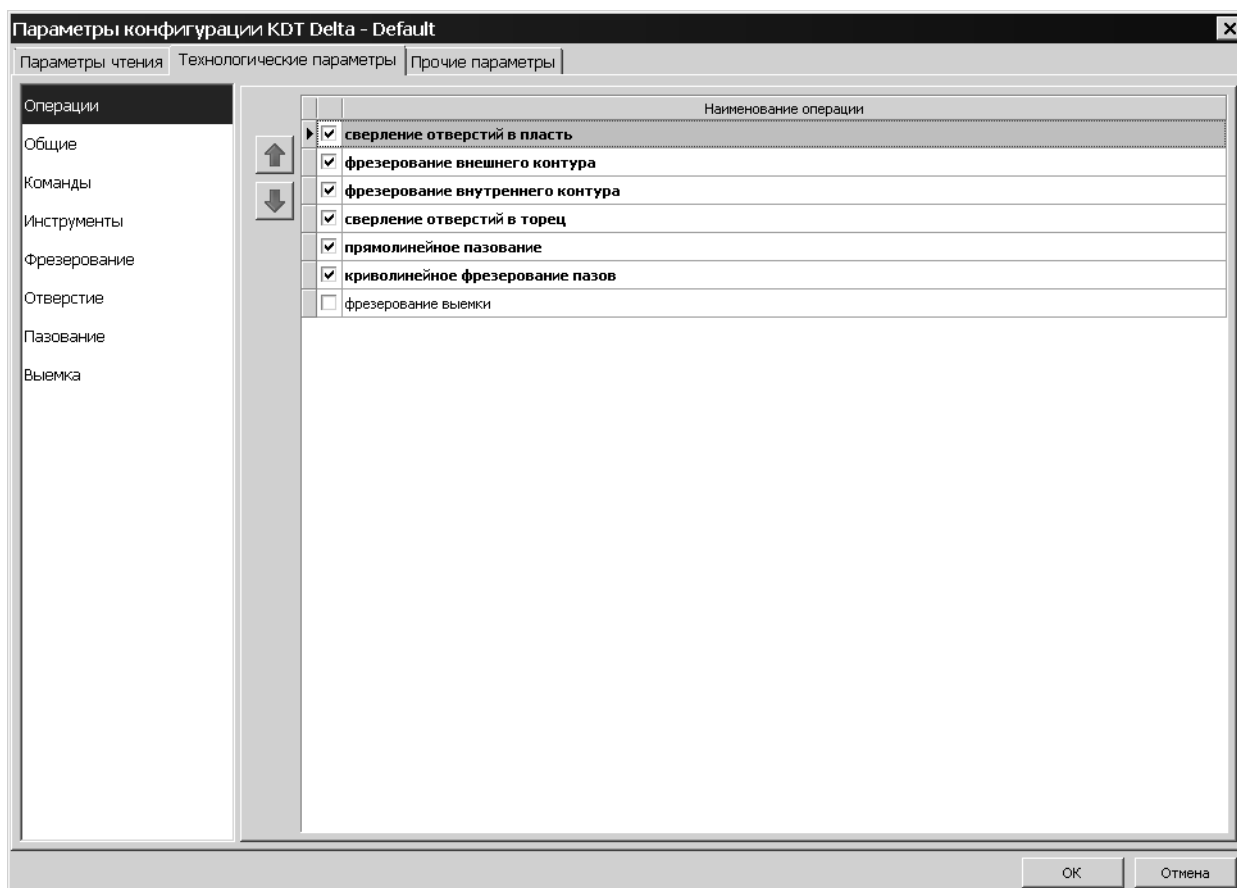 Параметры конфигурации KDT Delta - Default
Параметры чтения
Технологические параметры
Прочие параметры
Операции
Общие
Команды
Инструменты
Фрезерование
Отверстие
Пазование
Выемка
Наименование операции
сверление отверстий в пласть
фрезерование внешнего контура
фрезерование внутреннего контура
сверление отверстий в торец
прямолинейное пазование
криволинейное фрезерование пазов
фрезерование выемки
ОК
Отмена